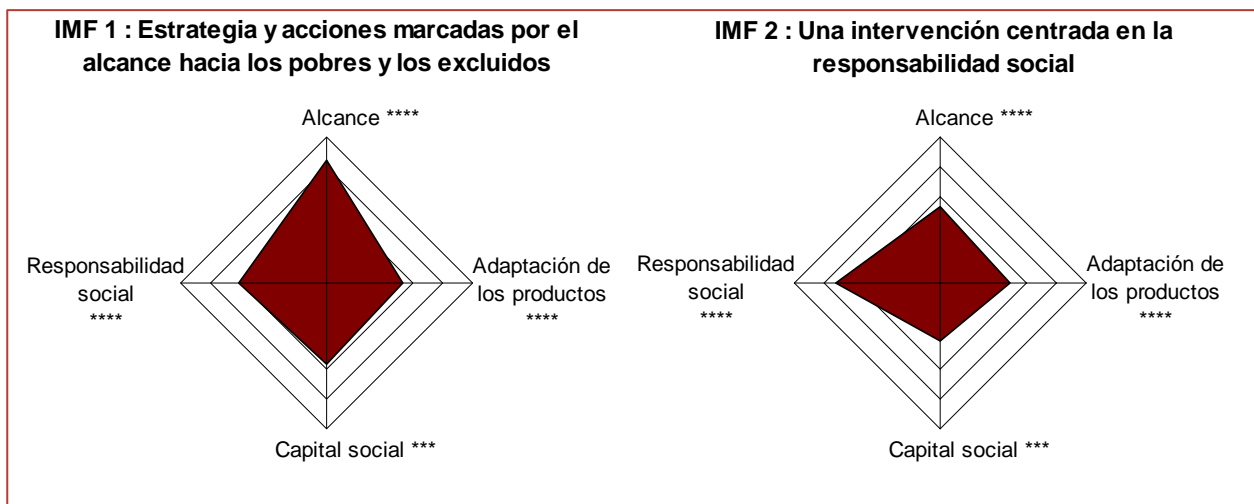 IMF 1 : Estrategia y acciones marcadas por el
alcance hacia los pobres y los excluidos
Alcance ****
Responsabilidad
social
****
Adaptación de
los productos
****
Capital social ***
IMF 2 : Una intervención centrada en la
responsabilidad social
Alcance ****
Responsabilidad
social
****
Adaptación de
los productos
****
Capital social ***